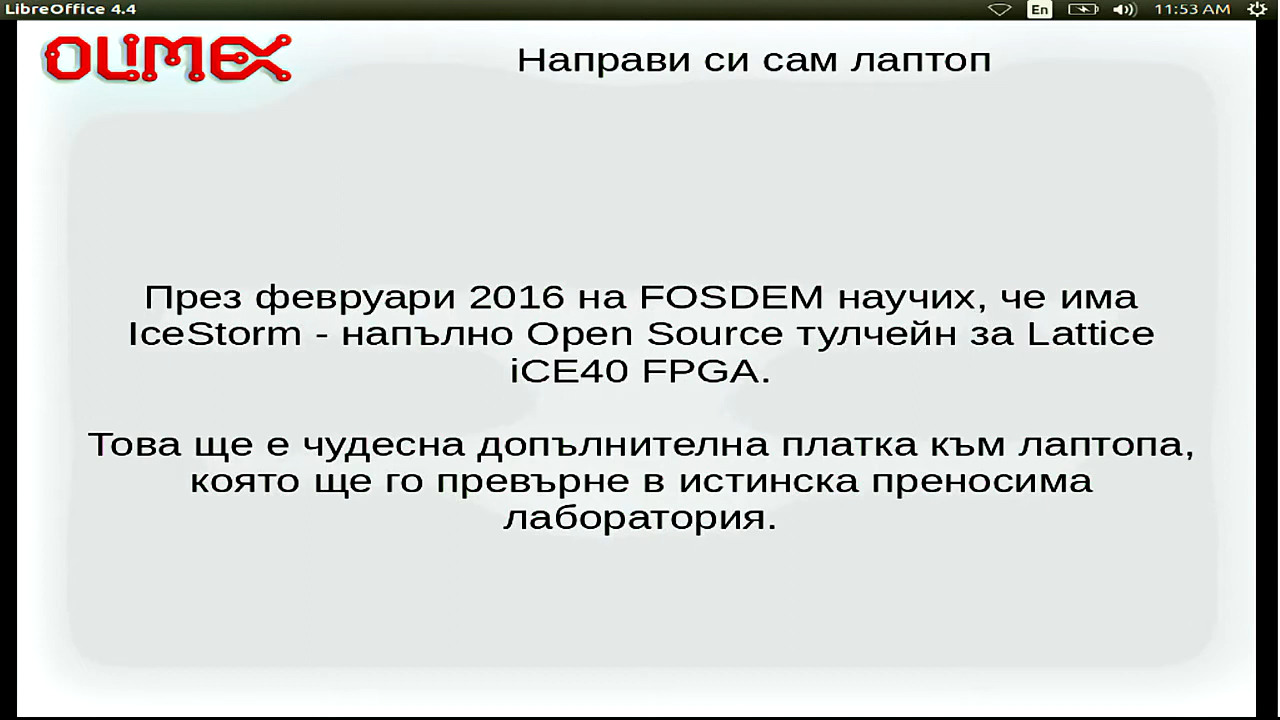 LibreOffice 4.4
En
11:53 AM
OLIMEX
Направи си сам лаптоп
През февруари 2016 на FOSDEM научих, че има
IceStorm - напълно Open Source тулчейн за Lattice
iCE40 FPGA.
Това ще е чудесна допълнителна платка към лаптопа,
която ще го превърне в истинска преносима
лаборатория.